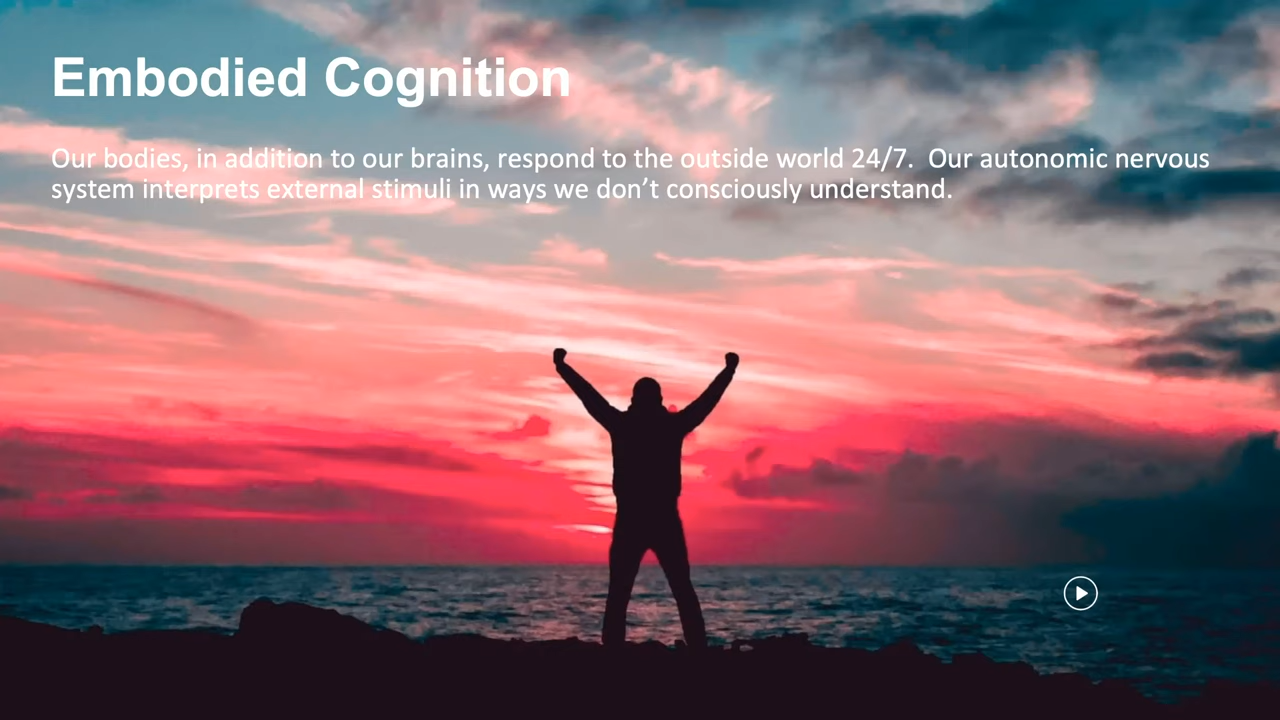 Embodied Cognition
Our bodies, in addition to our brains, respond to the outside world 24/7.  Our autonomic nervous
system interprets external stimuli in ways we don’t consciously understand.